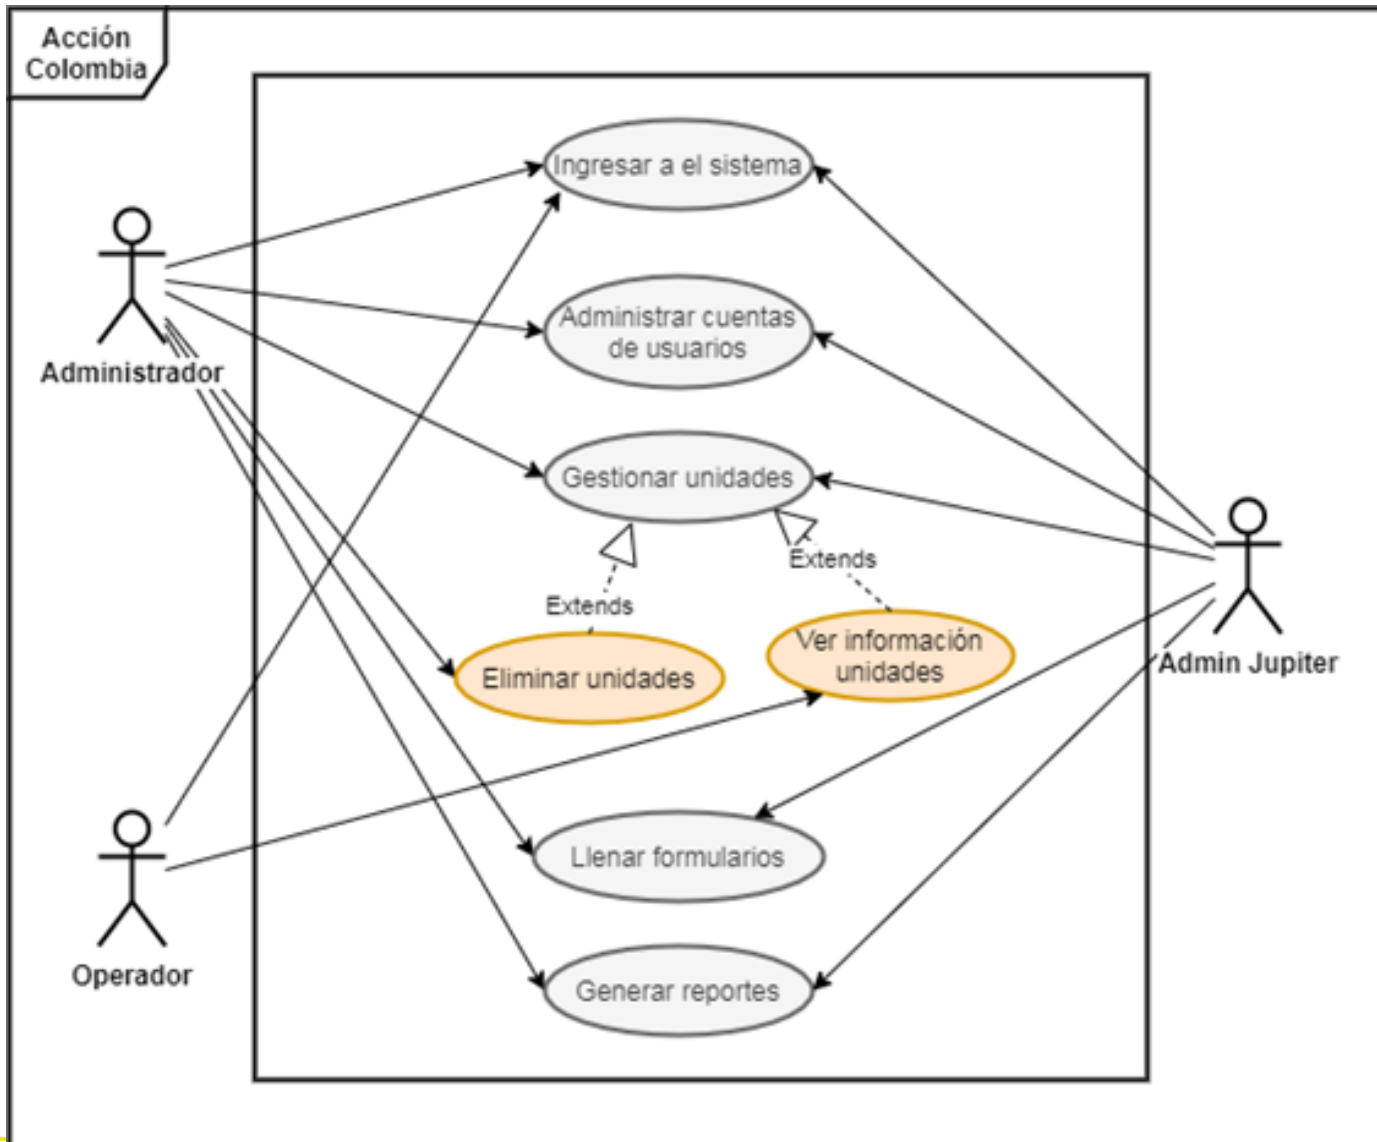 Acción
Colombia
Ingresar a el sistema
Administrar cuentas
de usuarios
Administrador
Gestionar unidades
Extends
Extends
Ver información
unidades
Eliminar unidades
Admin Jupiter
Llenar formularios
Operador
Generar reportes